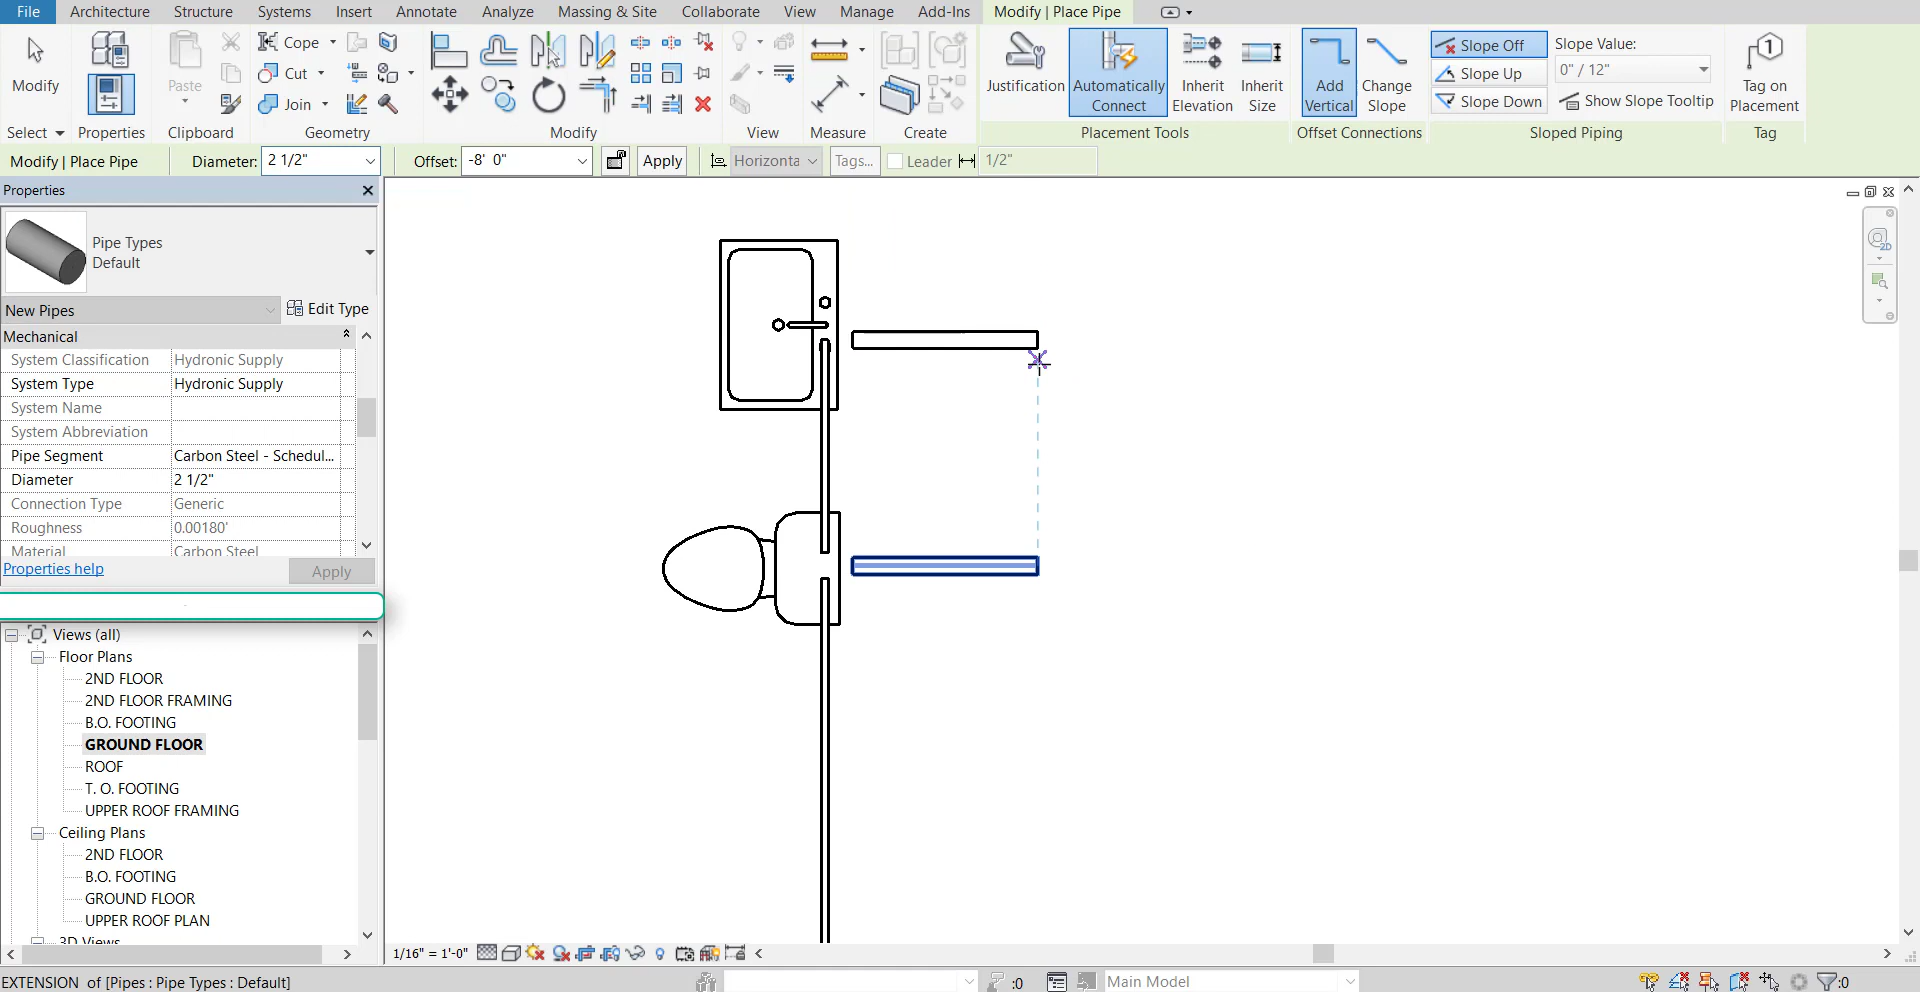 File Architecture Structure Systems Insert Annotate Analyze Massing & Site Collaborate View Manage Add-Ins Modify | Place Pipe
Modify
Paste
Cope
Cut
Join
Justification
Automatically
Connect
Inherit
Elevation
Inherit
Size
Add
Vertical
Change
Slope
Slope Off
Slope Up
Slope Down
Slope Value:
0" / 12"
Show Slope Tooltip
1
Tag on
Placement
Select Properties Clipboard Geometry Modify View Measure Create Placement Tools Offset Connections Sloped Piping Tag
Modify | Place Pipe Diameter: 2 1/2" Offset: -8' 0" Apply Horizonta Tags... Leader 1/2"
Properties
Pipe Types
Default
New Pipes Edit Type
Mechanical
System Classification Hydronic Supply
System Type Hydronic Supply
System Name
System Abbreviation
Pipe Segment Carbon Steel - Schedul...
Diameter 2 1/2"
Connection Type Generic
Roughness 0.00180'
Material Carbon Steel
Properties help Apply
Views (all)
Floor Plans
2ND FLOOR
2ND FLOOR FRAMING
B.O. FOOTING
GROUND FLOOR
ROOF
T. O. FOOTING
UPPER ROOF FRAMING
Ceiling Plans
2ND FLOOR
B.O. FOOTING
GROUND FLOOR
UPPER ROOF PLAN
3D Views
2D
1/16" = 1'-0"
EXTENSION of [Pipes : Pipe Types : Default] :0 Main Model :0